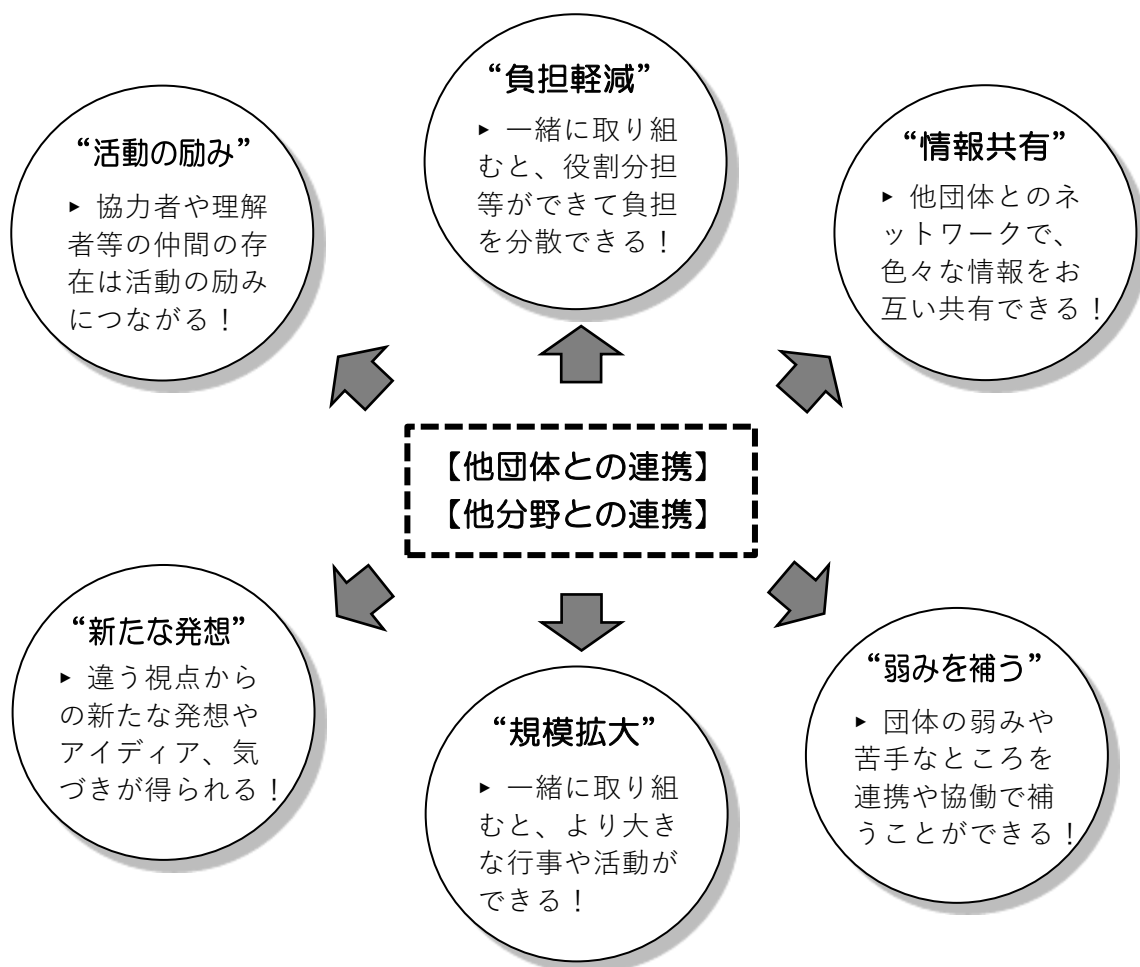 “負担軽減”
▸ 一緒に取り組
むと、役割分担
等ができて負担
を分散できる！
“活動の励み”
▸ 協力者や理解
者等の仲間の存
在は活動の励み
につながる！
“情報共有”
▸ 他団体とのネ
ットワークで、
色々な情報をお
互い共有できる！
【他団体との連携】
【他分野との連携】
“新たな発想”
▸ 違う視点から
の新たな発想や
アイディア、気
づきが得られる！
“規模拡大”
▸ 一緒に取り組
むと、より大き
な行事や活動が
できる！
“弱みを補う”
▸ 団体の弱みや
苦手なところを
連携や協働で補
うことができる！